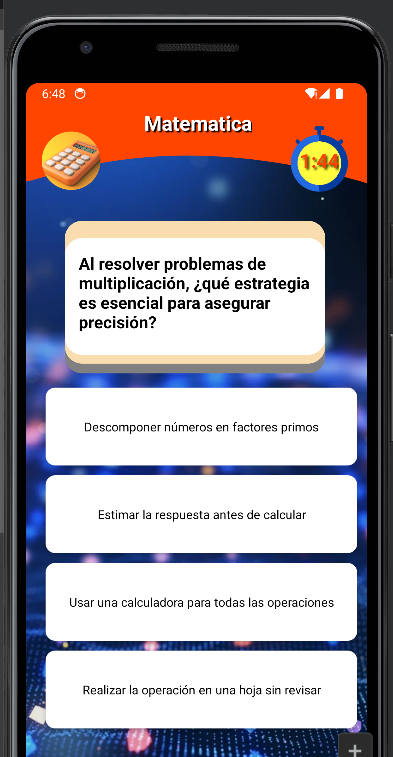 6:48
Matematica
1:44
Al resolver problemas de
multiplicación, ¿qué estrategia
es esencial para asegurar
precisión?
Descomponer números en factores primos
Estimar la respuesta antes de calcular
Usar una calculadora para todas las operaciones
Realizar la operación en una hoja sin revisar
+